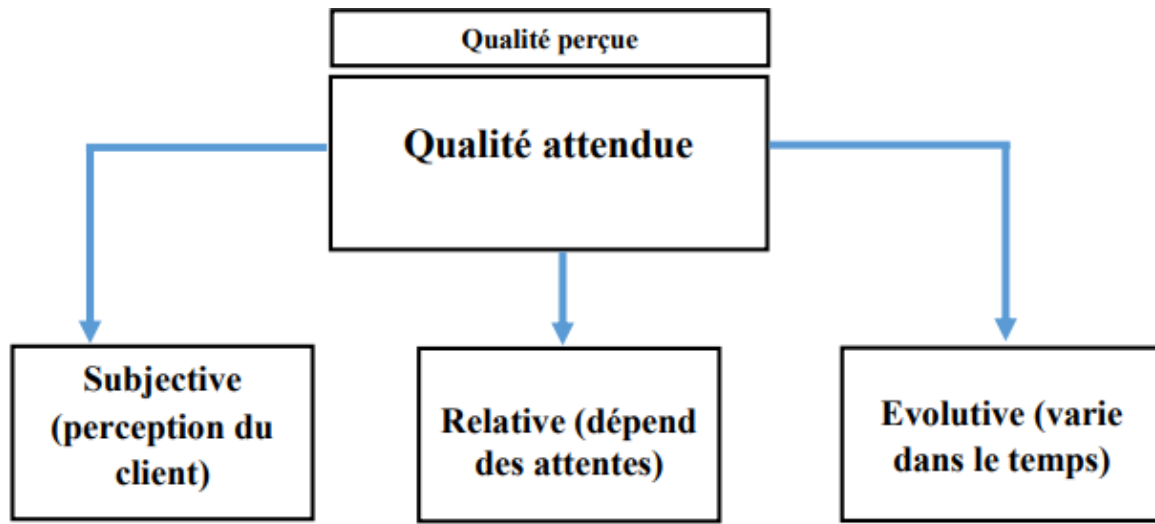 Qualité perçue
Qualité attendue
Subjective
(perception du
client)
Relative (dépend
des attentes)
Evolutive (varie
dans le temps)